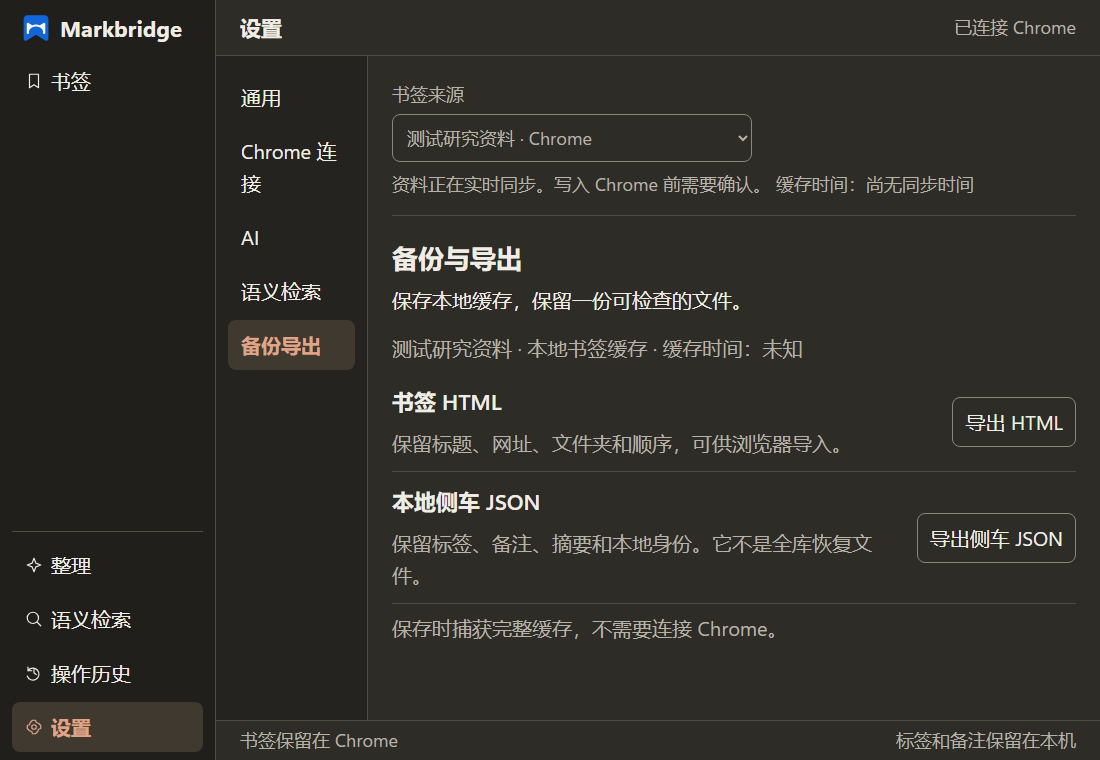 Markbridge
书签
整理
语义检索
操作历史
设置
设置
已连接 Chrome
通用
Chrome 连
接
AI
语义检索
备份导出
书签来源
测试研究资料 · Chrome
资料正在实时同步。写入 Chrome 前需要确认。 缓存时间：尚无同步时间
备份与导出
保存本地缓存，保留一份可检查的文件。
测试研究资料 · 本地书签缓存 · 缓存时间：未知
书签 HTML
保留标题、网址、文件夹和顺序，可供浏览器导入。
导出 HTML
本地侧车 JSON
保留标签、备注、摘要和本地身份。它不是全库恢复文
件。
导出侧车 JSON
保存时捕获完整缓存，不需要连接 Chrome。
书签保留在 Chrome
标签和备注保留在本机